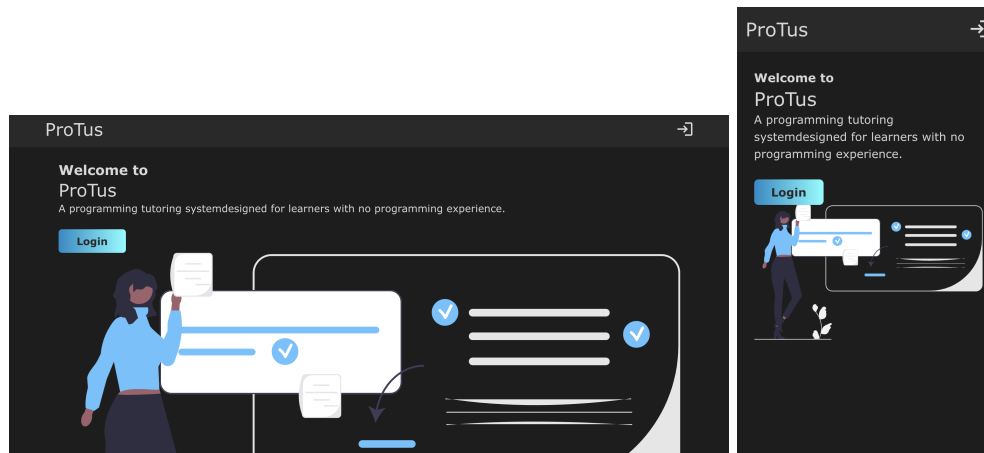 ProTus
Welcome to
ProTus
A programming tutoring systemdesigned for learners with no programming experience.
Login
ProTus
Welcome to
ProTus
A programming tutoring
systemdesigned for learners with no
programming experience.
Login